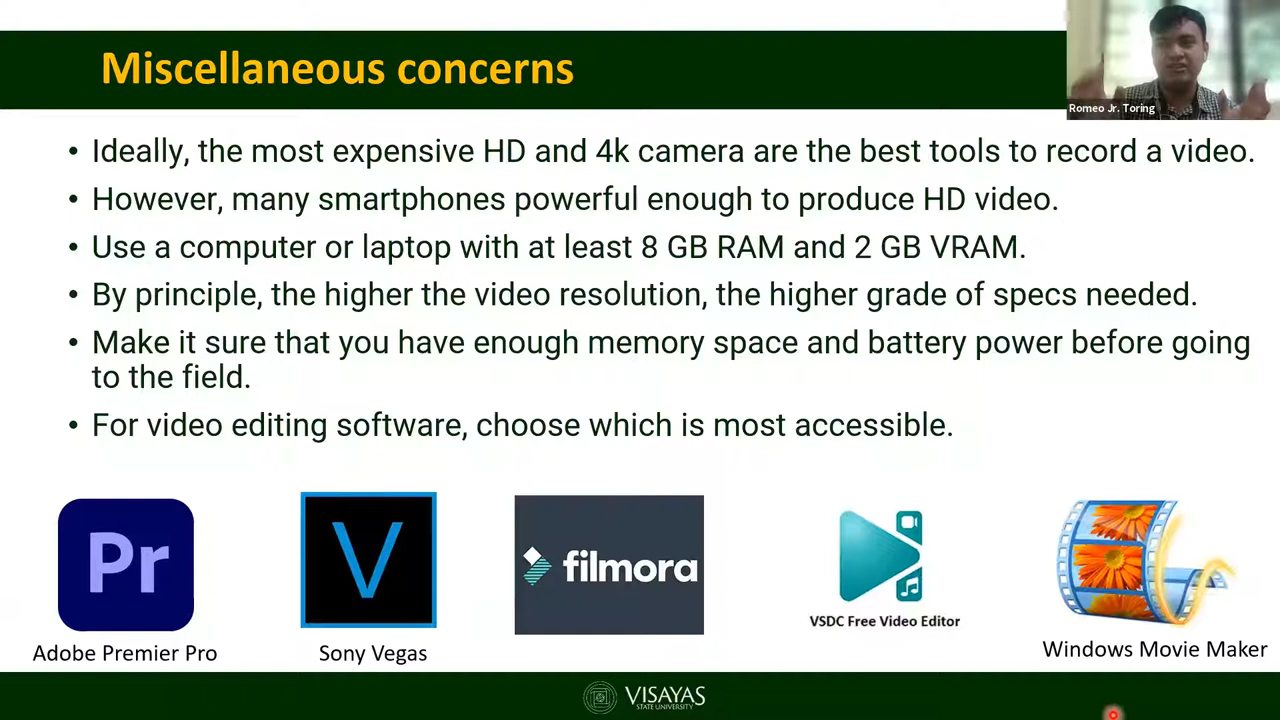 Miscellaneous concerns
Romeo Jr. Toring
• Ideally, the most expensive HD and 4k camera are the best tools to record a video.
• However, many smartphones powerful enough to produce HD video.
• Use a computer or laptop with at least 8 GB RAM and 2 GB VRAM.
• By principle, the higher the video resolution, the higher grade of specs needed.
• Make it sure that you have enough memory space and battery power before going
to the field.
• For video editing software, choose which is most accessible.
Pr
V
filmora
VSDC Free Video Editor
Adobe Premier Pro
Sony Vegas
Windows Movie Maker
VISAYAS
STATE UNIVERSITY